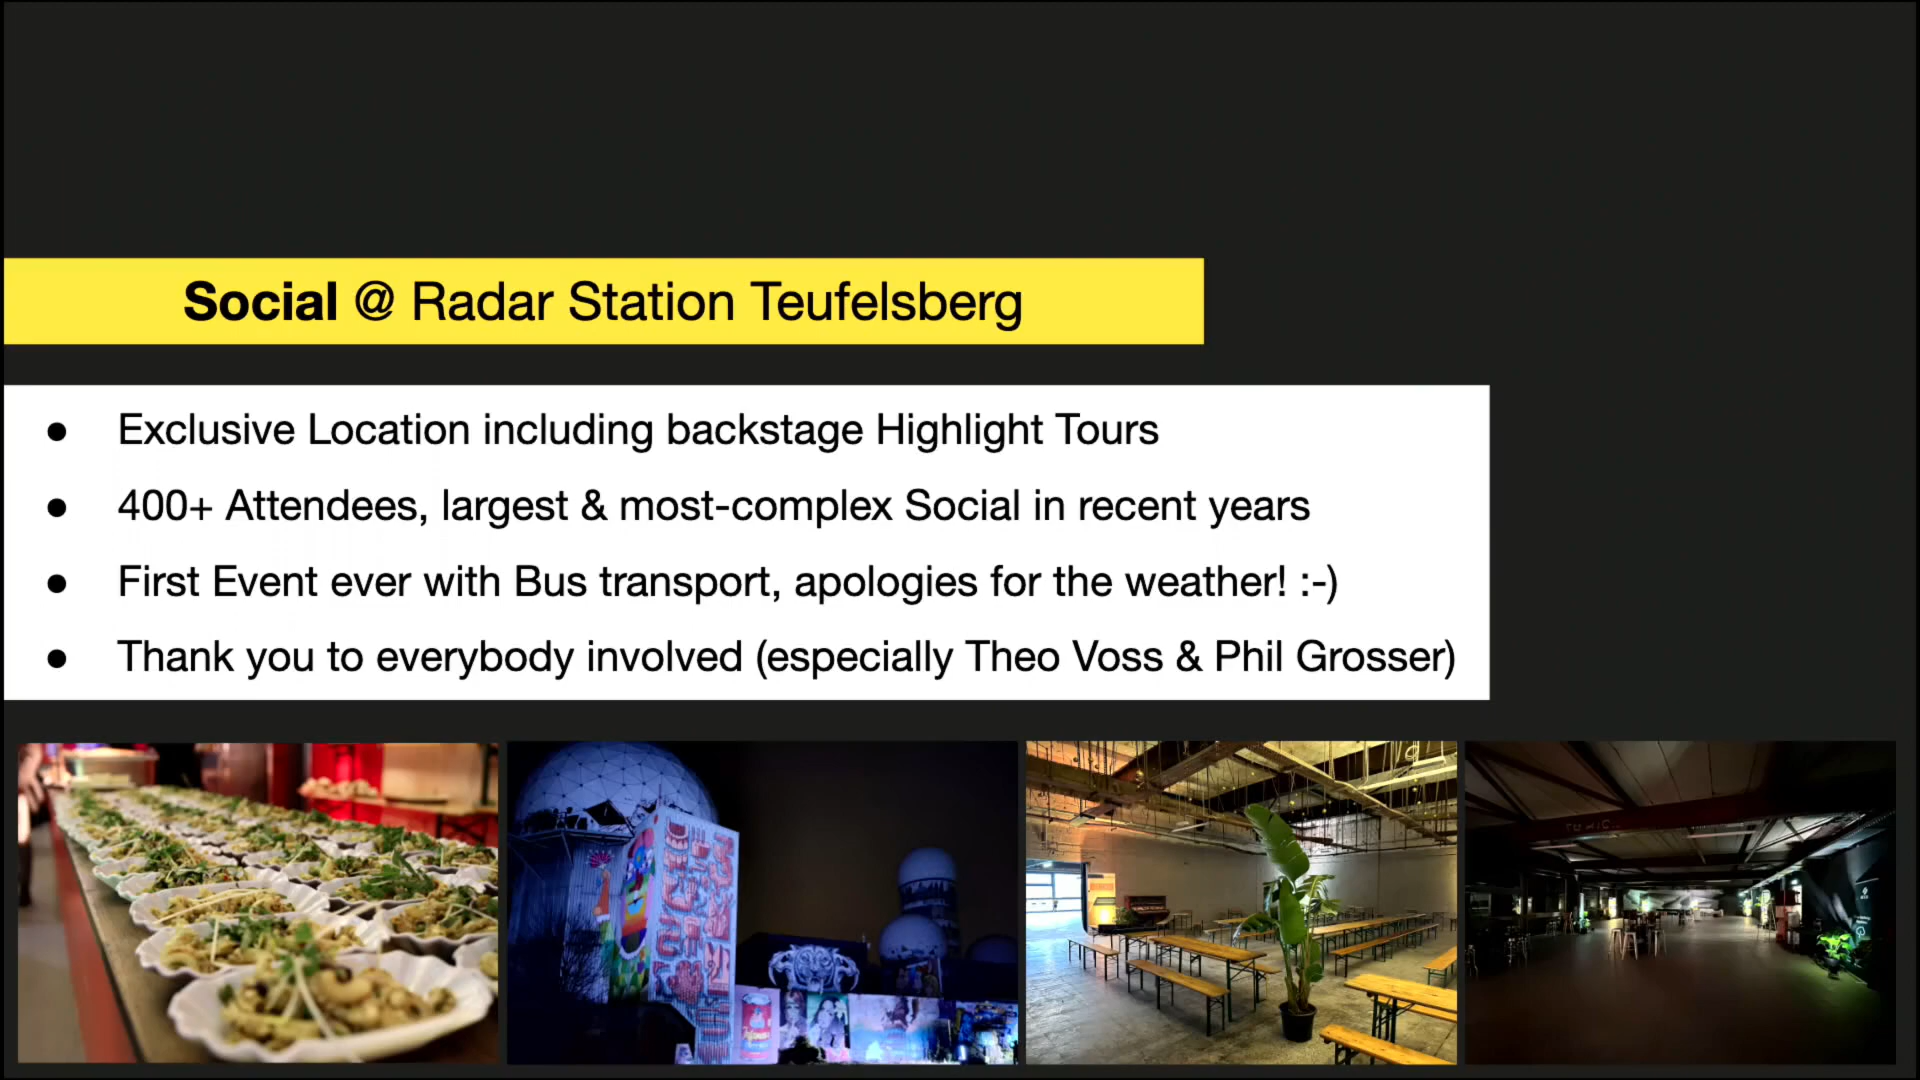 Social @ Radar Station Teufelsberg
● Exclusive Location including backstage Highlight Tours
● 400+ Attendees, largest & most-complex Social in recent years
● First Event ever with Bus transport, apologies for the weather! :-)
● Thank you to everybody involved (especially Theo Voss & Phil Grosser)